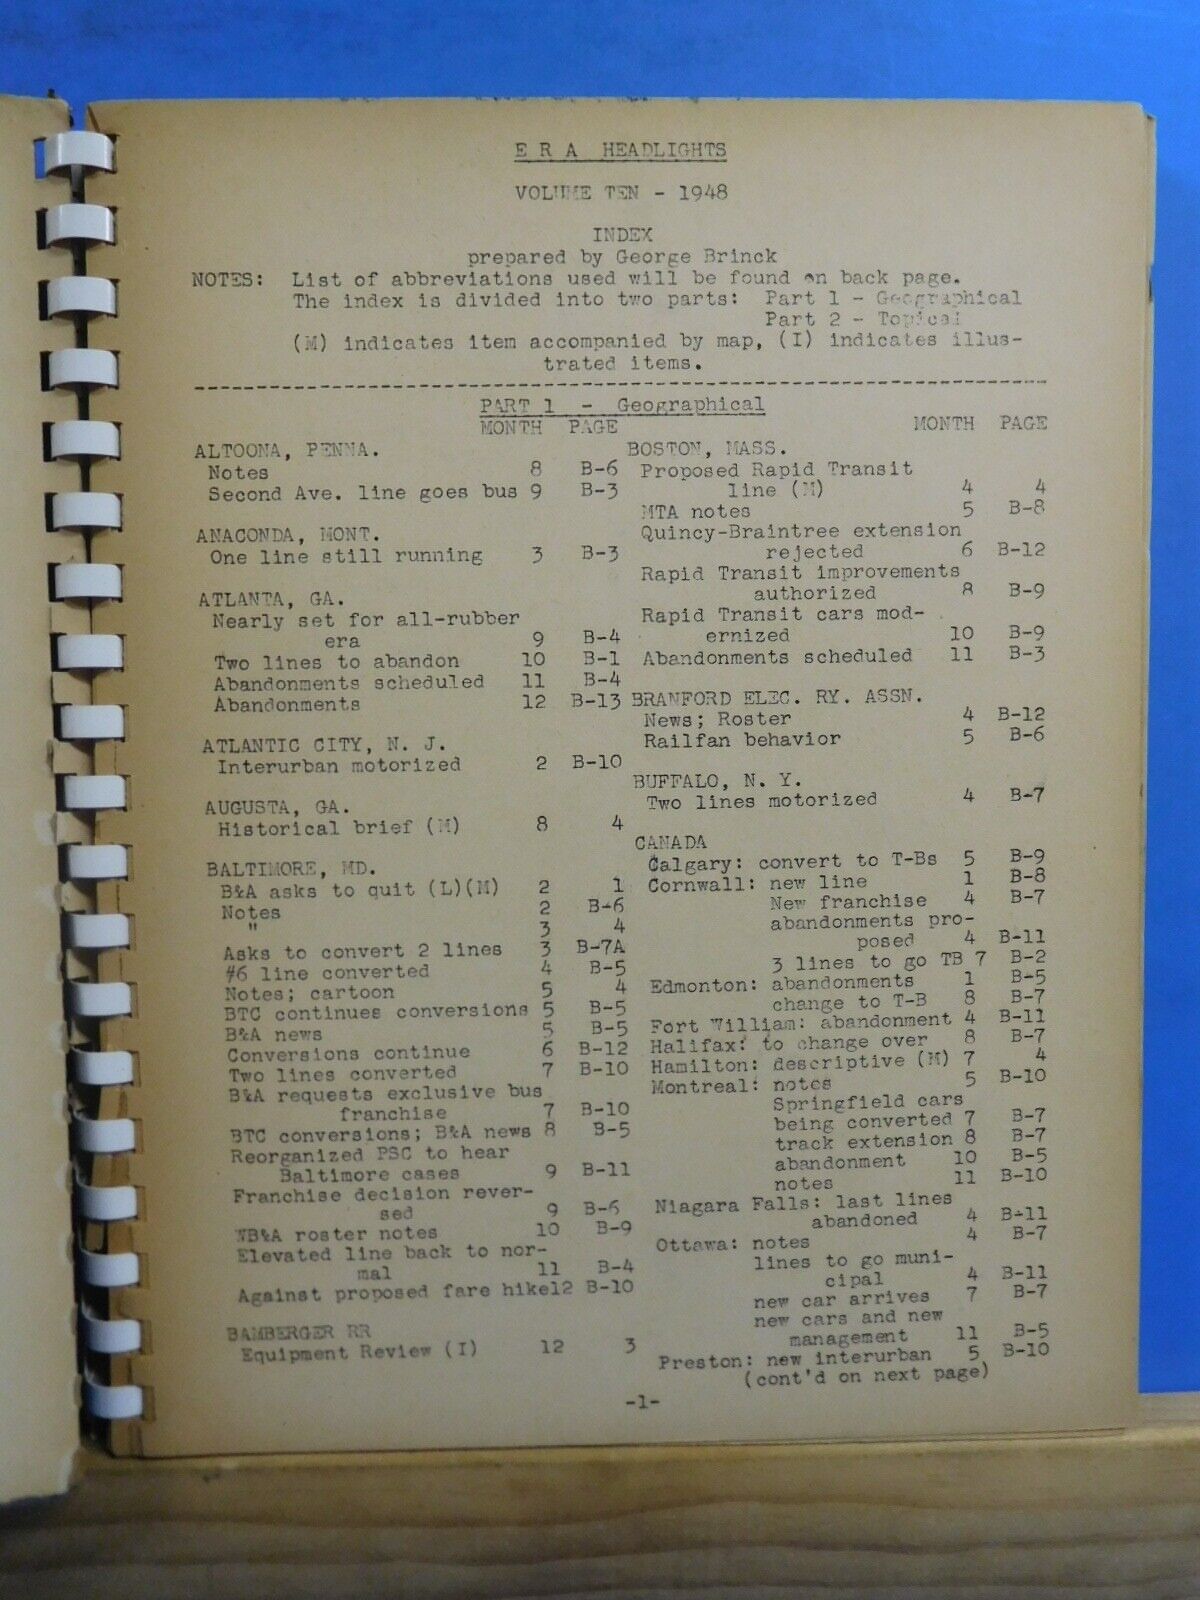 E R A HEADLIGHTS
VOLUME TEN - 1948
INDEX
prepared by George Brinck
NOTES: List of abbreviations used will be found on back page.
The index is divided into two parts: Part 1 - Geographical
Part 2 - Topical
(M) indicates item accompanied by map, (I) indicates illus-
trated items.
PART 1 - Geographical
MONTH PAGE
ALTOONA, PENNA.
Notes 8 B-6
Second Ave. line goes bus 9 B-3
ANACONDA, MONT.
One line still running 3 B-3
ATLANTA, GA.
Nearly set for all-rubber
era 9 B-4
Two lines to abandon 10 B-1
Abandonments scheduled 11 B-4
Abandonments 12 B-13
ATLANTIC CITY, N. J.
Interurban motorized 2 B-10
AUGUSTA, GA.
Historical brief (M) 8 4
BALTIMORE, MD.
B&A asks to quit (L)(M) 2 1
Notes 2 B-6
" 3 4
Asks to convert 2 lines 3 B-7A
#6 line converted 4 B-5
Notes; cartoon 5 4
BTC continues conversions 5 B-5
B&A news 5 B-5
Conversions continue 6 B-12
Two lines converted 7 B-10
B&A requests exclusive bus
franchise 7 B-10
BTC conversions; B&A news 8 B-5
Reorganized PSC to hear
Baltimore cases 9 B-11
Franchise decision rever-
sed 9 B-6
WB&A roster notes 10 B-9
Elevated line back to nor-
mal 11 B-4
Against proposed fare hike12 B-10
BAMBERGER RR
Equipment Review (I) 12 3
MONTH PAGE
BOSTON, MASS.
Proposed Rapid Transit
line (M) 4 4
MTA notes 5 B-8
Quincy-Braintree extension
rejected 6 B-12
Rapid Transit improvements
authorized 8 B-9
Rapid Transit cars mod-
ernized 10 B-9
Abandonments scheduled 11 B-3
BRANFORD ELEC. RY. ASSN.
News; Roster 4 B-12
Railfan behavior 5 B-6
BUFFALO, N. Y.
Two lines motorized 4 B-7
CANADA
Calgary: convert to T-Bs 5 B-9
Cornwall: new line 1 B-8
New franchise 4 B-7
abandonments pro-
posed 4 B-11
3 lines to go TB 7 B-2
Edmonton: abandonments 1 B-5
change to T-B 8 B-7
Fort William: abandonment 4 B-11
Halifax: to change over 8 B-7
Hamilton: descriptive (M) 7 4
Montreal: notes 5 B-10
Springfield cars
being converted 7 B-7
track extension 8 B-7
abandonment 10 B-5
notes 11 B-10
Niagara Falls: last lines
abandoned 4 B-11
Ottawa: notes 4 B-7
lines to go muni-
cipal 4 B-11
new car arrives 7 B-7
new cars and new
management 11 B-5
Preston: new interurban 5 B-10
(cont'd on next page)
-1-